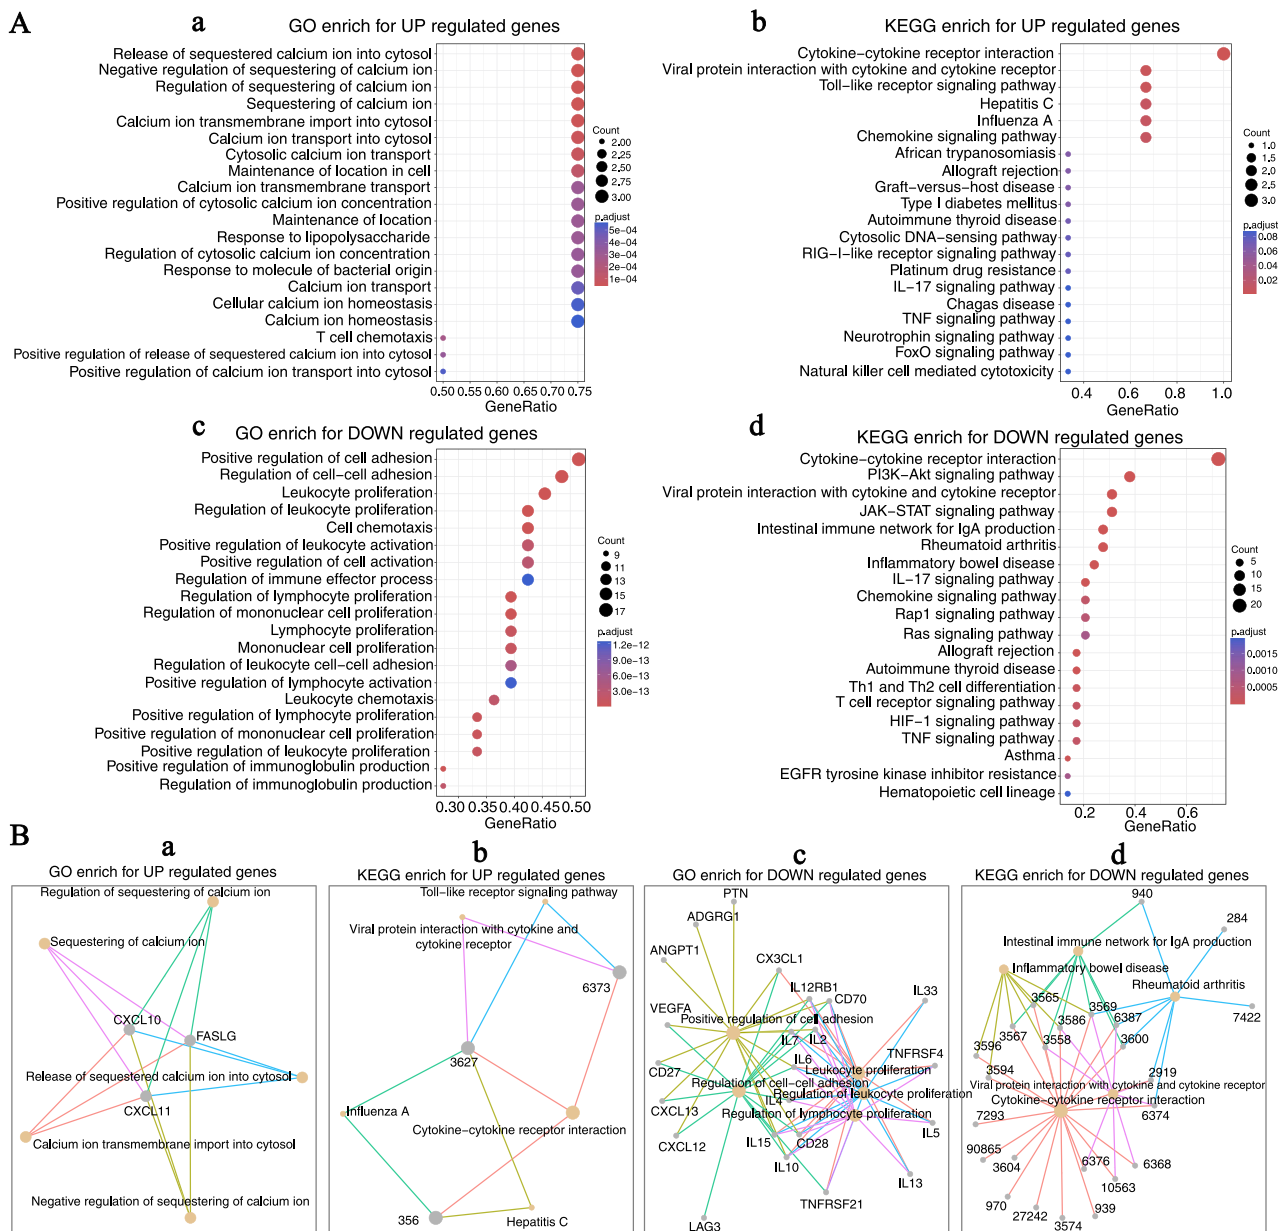 A
a
GO enrich for UP regulated genes
Release of sequestered calcium ion into cytosol
Negative regulation of sequestering of calcium ion
Regulation of sequestering of calcium ion
Sequestering of calcium ion
Calcium ion transmembrane import into cytosol
Calcium ion transport into cytosol
Cytosolic calcium ion transport
Maintenance of location in cell
Calcium ion transmembrane transport
Positive regulation of cytosolic calcium ion concentration
Maintenance of location
Response to lipopolysaccharide
Regulation of cytosolic calcium ion concentration
Response to molecule of bacterial origin
Calcium ion transport
Cellular calcium ion homeostasis
Calcium ion homeostasis
T cell chemotaxis
Positive regulation of release of sequestered calcium ion into cytosol
Positive regulation of calcium ion transport into cytosol
0.50 0.55 0.60 0.65 0.70 0.75
GeneRatio
Count
2.00
2.25
2.50
2.75
3.00
p.adjust
5e−04
4e−04
3e−04
2e−04
1e−04
b
KEGG enrich for UP regulated genes
Cytokine−cytokine receptor interaction
Viral protein interaction with cytokine and cytokine receptor
Toll−like receptor signaling pathway
Hepatitis C
Influenza A
Chemokine signaling pathway
African trypanosomiasis
Allograft rejection
Graft−versus−host disease
Type I diabetes mellitus
Autoimmune thyroid disease
Cytosolic DNA−sensing pathway
RIG−I−like receptor signaling pathway
Platinum drug resistance
IL−17 signaling pathway
Chagas disease
TNF signaling pathway
Neurotrophin signaling pathway
FoxO signaling pathway
Natural killer cell mediated cytotoxicity
0.4 0.6 0.8 1.0
GeneRatio
Count
1.0
1.5
2.0
2.5
3.0
p.adjust
0.08
0.06
0.04
0.02
c
GO enrich for DOWN regulated genes
Positive regulation of cell adhesion
Regulation of cell−cell adhesion
Leukocyte proliferation
Regulation of leukocyte proliferation
Cell chemotaxis
Positive regulation of leukocyte activation
Positive regulation of cell activation
Regulation of immune effector process
Regulation of lymphocyte proliferation
Regulation of mononuclear cell proliferation
Lymphocyte proliferation
Mononuclear cell proliferation
Regulation of leukocyte cell−cell adhesion
Positive regulation of lymphocyte activation
Leukocyte chemotaxis
Positive regulation of lymphocyte proliferation
Positive regulation of mononuclear cell proliferation
Positive regulation of leukocyte proliferation
Positive regulation of immunoglobulin production
Regulation of immunoglobulin production
0.30 0.35 0.40 0.45 0.50
GeneRatio
Count
9
11
13
15
17
p.adjust
1.2e−12
9.0e−13
6.0e−13
3.0e−13
d
KEGG enrich for DOWN regulated genes
Cytokine−cytokine receptor interaction
PI3K−Akt signaling pathway
Viral protein interaction with cytokine and cytokine receptor
JAK−STAT signaling pathway
Intestinal immune network for IgA production
Rheumatoid arthritis
Inflammatory bowel disease
IL−17 signaling pathway
Chemokine signaling pathway
Rap1 signaling pathway
Ras signaling pathway
Allograft rejection
Autoimmune thyroid disease
Th1 and Th2 cell differentiation
T cell receptor signaling pathway
HIF−1 signaling pathway
TNF signaling pathway
Asthma
EGFR tyrosine kinase inhibitor resistance
Hematopoietic cell lineage
0.2 0.4 0.6
GeneRatio
Count
5
10
15
20
p.adjust
0.0015
0.0010
0.0005
B
a
GO enrich for UP regulated genes
Regulation of sequestering of calcium ion
Sequestering of calcium ion
CXCL10
FASLG
Release of sequestered calcium ion into cytosol
CXCL11
Calcium ion transmembrane import into cytosol
Negative regulation of sequestering of calcium ion
b
KEGG enrich for UP regulated genes
Toll−like receptor signaling pathway
Viral protein interaction with cytokine and
cytokine receptor
6373
3627
Influenza A
Cytokine−cytokine receptor interaction
356
Hepatitis C
c
GO enrich for DOWN regulated genes
PTN
ADGRG1
ANGPT1
CX3CL1
IL12RB1
CD70
IL33
VEGFA
Positive regulation of cell adhesion
IL7
IL2
TNFRSF4
IL6
Leukocyte proliferation
CD27
Regulation of cell−cell adhesion
Regulation of leukocyte proliferation
IL4
CXCL13
Regulation of lymphocyte proliferation
IL5
CXCL12
IL15
CD28
IL10
IL13
TNFRSF21
LAG3
d
KEGG enrich for DOWN regulated genes
940
284
Intestinal immune network for IgA production
Inflammatory bowel disease
Rheumatoid arthritis
3565
3569
7422
3586
6387
3567
3558
3600
3596
3594
2919
Viral protein interaction with cytokine and cytokine receptor
Cytokine−cytokine receptor interaction
6374
7293
90865
3604
6376
6368
10563
970
27242
939
3574